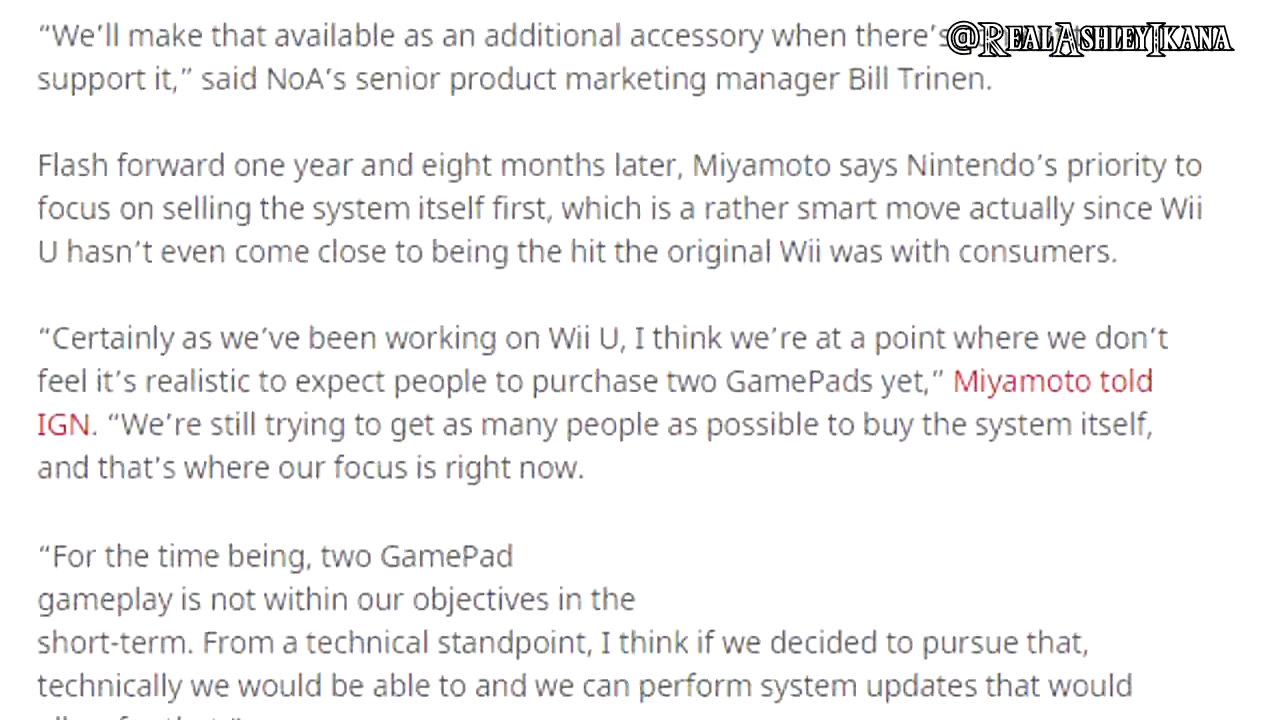 “We’ll make that available as an additional accessory when there’s
@RealAshleyIkana
support it,” said NoA’s senior product marketing manager Bill Trinen.
Flash forward one year and eight months later, Miyamoto says Nintendo’s priority to
focus on selling the system itself first, which is a rather smart move actually since Wii
U hasn’t even come close to being the hit the original Wii was with consumers.
“Certainly as we’ve been working on Wii U, I think we’re at a point where we don’t
feel it’s realistic to expect people to purchase two GamePads yet,” Miyamoto told
IGN. “We’re still trying to get as many people as possible to buy the system itself,
and that’s where our focus is right now.
“For the time being, two GamePad
gameplay is not within our objectives in the
short-term. From a technical standpoint, I think if we decided to pursue that,
technically we would be able to and we can perform system updates that would